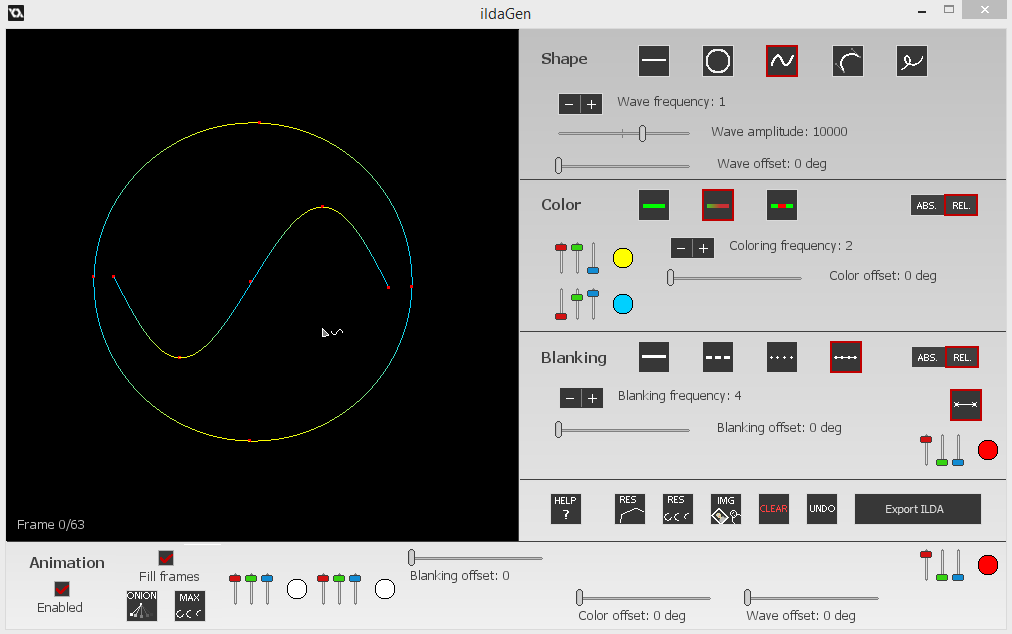 ildaGen
Shape
Wave frequency: 1
Wave amplitude: 10000
Wave offset: 0 deg
Color
ABS. REL.
Coloring frequency: 2
Color offset: 0 deg
Blanking
ABS. REL.
Blanking frequency: 4
Blanking offset: 0 deg
HELP ?
RES
RES
IMG
CLEAR
UNDO
Export ILDA
Frame 0/63
Animation
Enabled
Fill frames
ONION
MAX
Blanking offset: 0
Color offset: 0 deg
Wave offset: 0 deg